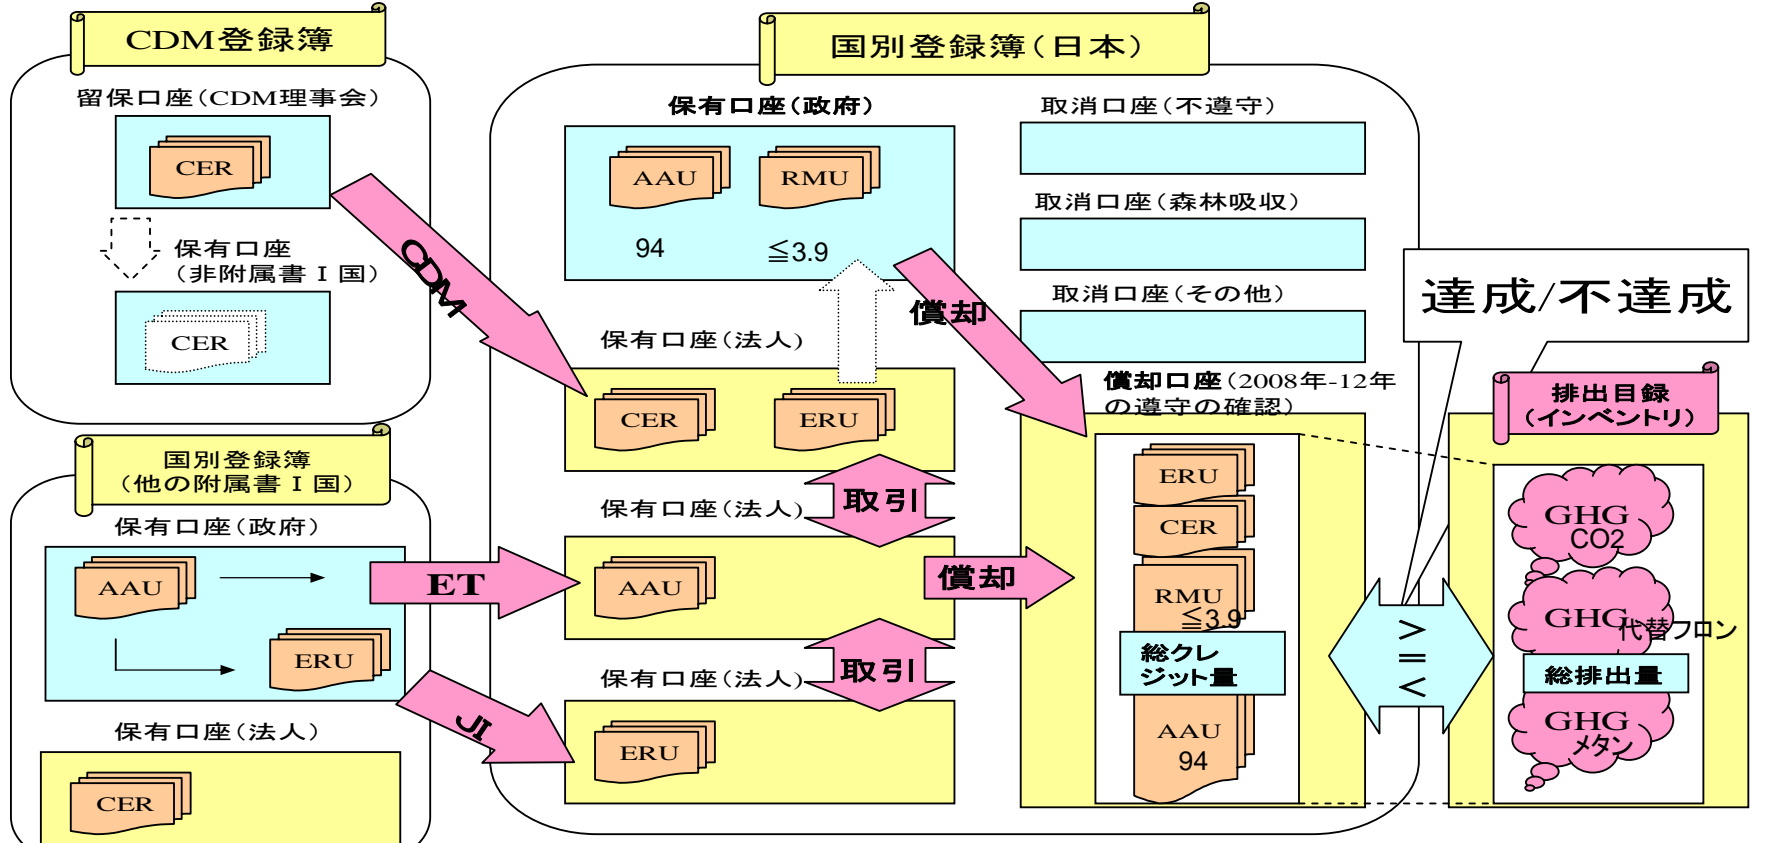 CDM登録簿
留保口座(CDM理事会)
CER
保有口座
(非附属書Ⅰ国)
CER
国別登録簿
(他の附属書Ⅰ国)
保有口座(政府)
AAU
ERU
保有口座(法人)
CER
CDM
ET
JI
国別登録簿(日本)
保有口座(政府)
AAU
RMU
94
≦3.9
保有口座(法人)
CER
ERU
取引
保有口座(法人)
AAU
取引
保有口座(法人)
ERU
償却
償却
取消口座(不遵守)
取消口座(森林吸収)
取消口座(その他)
償却口座(2008年-12年
の遵守の確認)
ERU
CER
RMU
≦3.9
総クレ
ジット量
AAU
94
達成/不達成
>
=
<
排出目録
(インベントリ)
GHG
CO2
GHG
代替フロン
総排出量
GHG
メタン